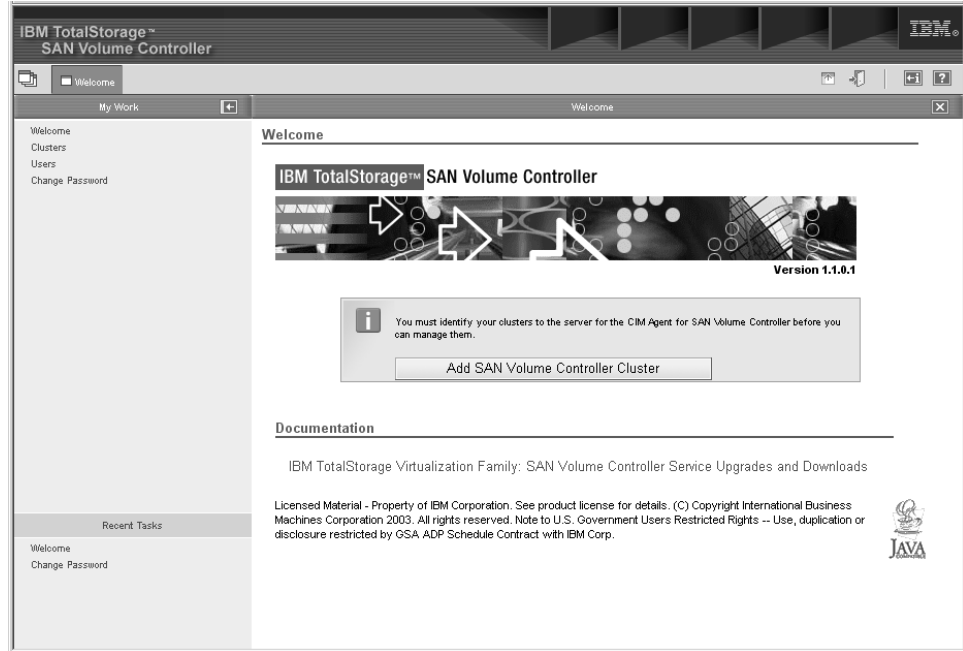 IBM TotalStorage™
SAN Volume Controller
IBM®
Welcome
My Work
Welcome
Welcome
Clusters
Users
Change Password
Welcome
IBM TotalStorage™ SAN Volume Controller
Version 1.1.0.1
You must identify your clusters to the server for the CIM Agent for SAN Volume Controller before you
can manage them.
Add SAN Volume Controller Cluster
Documentation
IBM TotalStorage Virtualization Family: SAN Volume Controller Service Upgrades and Downloads
Licensed Material - Property of IBM Corporation. See product license for details. (C) Copyright International Business
Machines Corporation 2003. All rights reserved. Note to U.S. Government Users Restricted Rights -- Use, duplication or
disclosure restricted by GSA ADP Schedule Contract with IBM Corp.
JAVA
COMPATIBLE
Recent Tasks
Welcome
Change Password